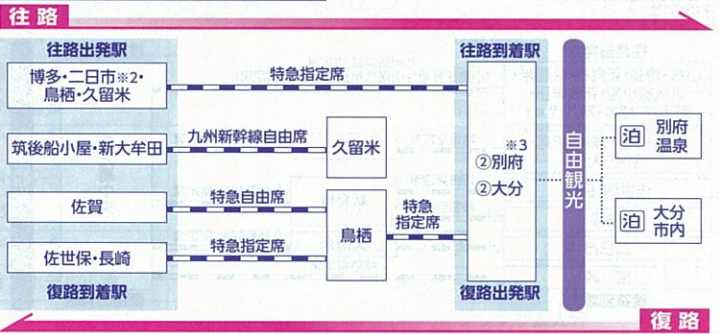 往路
往路出発駅
往路到着駅
博多・二日市※2・
鳥栖・久留米
特急指定席
筑後船小屋・新大牟田
九州新幹線自由席
久留米
佐賀
特急自由席
佐世保・長崎
特急指定席
鳥栖
特急
指定席
※3
②別府
②大分
自由観光
泊
別府
温泉
泊
大分
市内
復路到着駅
復路出発駅
復路